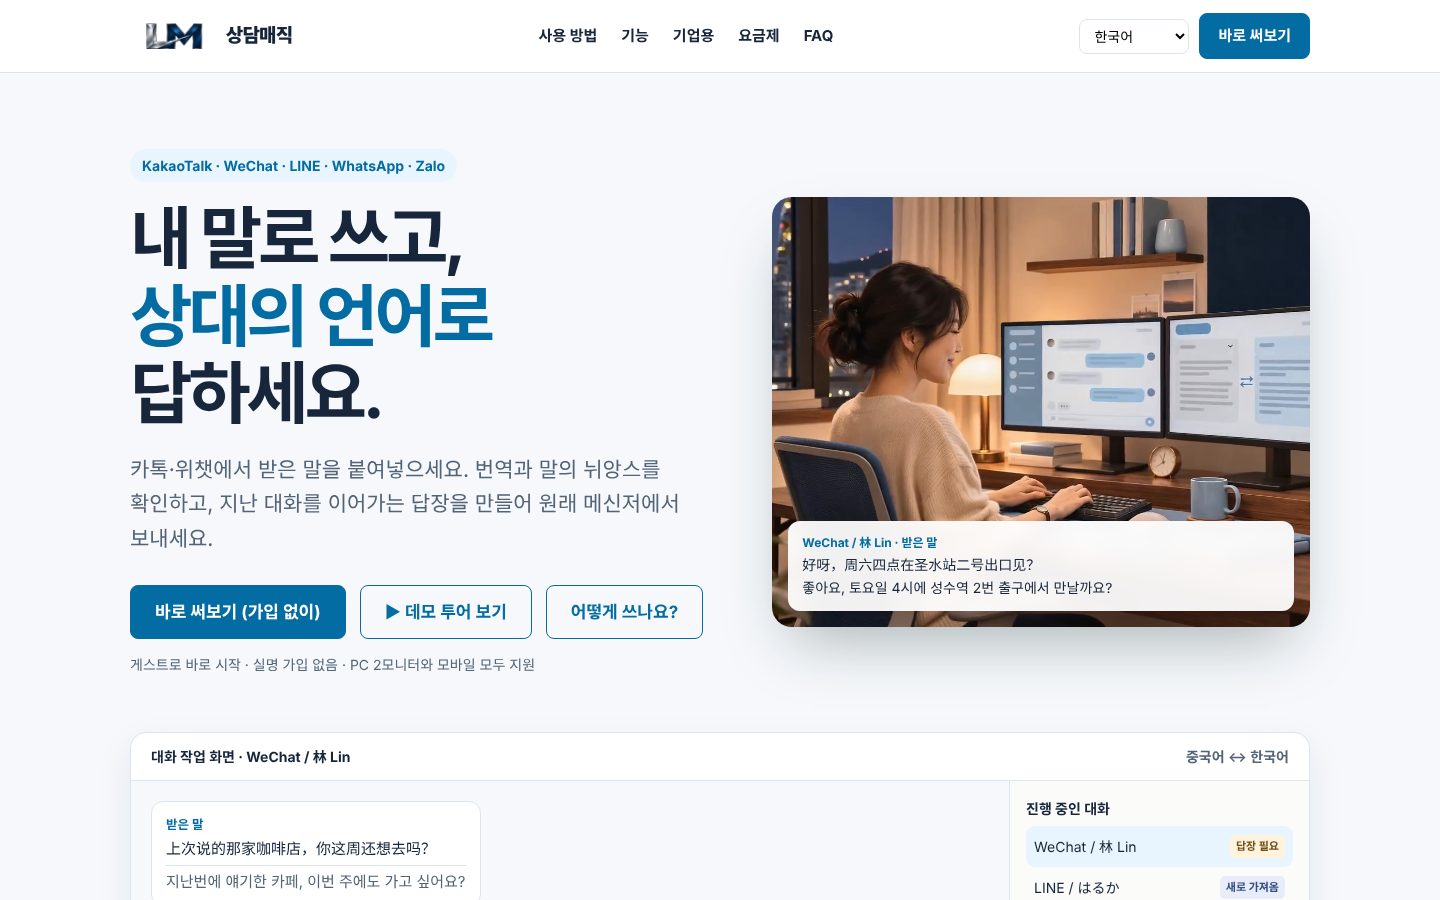 LM 상담매직
사용 방법 기능 기업용 요금제 FAQ
한국어
바로 써보기
KakaoTalk · WeChat · LINE · WhatsApp · Zalo
내 말로 쓰고,
상대의 언어로
답하세요.
카톡·위챗에서 받은 말을 붙여넣으세요. 번역과 말의 뉘앙스를
확인하고, 지난 대화를 이어가는 답장을 만들어 원래 메신저에서
보내세요.
바로 써보기 (가입 없이)
▶ 데모 투어 보기
어떻게 쓰나요?
게스트로 바로 시작 · 실명 가입 없음 · PC 2모니터와 모바일 모두 지원
WeChat / 林 Lin · 받은 말
好呀，周六四点在圣水站二号出口见？
좋아요, 토요일 4시에 성수역 2번 출구에서 만날까요?
대화 작업 화면 · WeChat / 林 Lin
중국어 ↔ 한국어
받은 말
上次说的那家咖啡店，你这周还想去吗？
지난번에 얘기한 카페, 이번 주에도 가고 싶어요?
진행 중인 대화
WeChat / 林 Lin
답장 필요
LINE / はるか
새로 가져옴